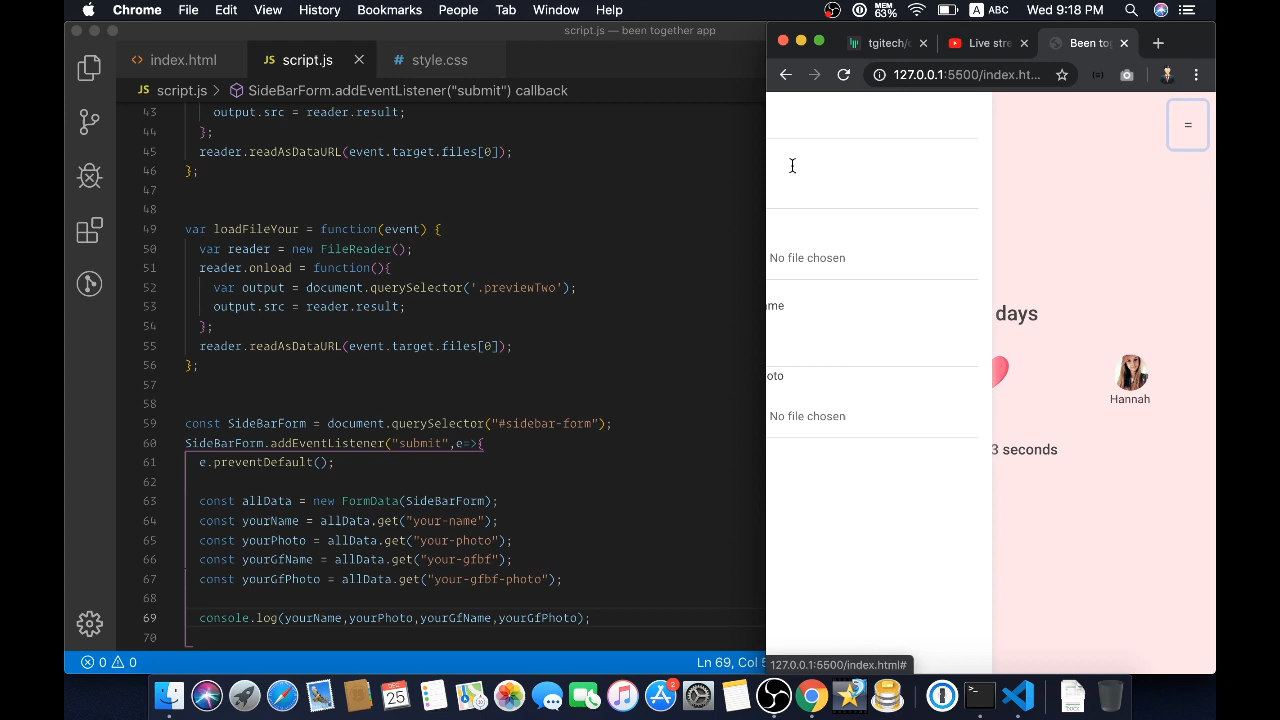 Chrome File Edit View History Bookmarks People Tab Window Help MEM 63% A ABC Wed 9:18 PM
script.js — been together app
index.html JS script.js # style.css
JS script.js > SideBarForm.addEventListener("submit") callback
43 output.src = reader.result;
44 };
45 reader.readAsDataURL(event.target.files[0]);
46 };
47
48
49 var loadFileYour = function(event) {
50 var reader = new FileReader();
51 reader.onload = function(){
52 var output = document.querySelector('.previewTwo');
53 output.src = reader.result;
54 };
55 reader.readAsDataURL(event.target.files[0]);
56 };
57
58
59 const SideBarForm = document.querySelector("#sidebar-form");
60 SideBarForm.addEventListener("submit",e=>{
61 e.preventDefault();
62
63 const allData = new FormData(SideBarForm);
64 const yourName = allData.get("your-name");
65 const yourPhoto = allData.get("your-photo");
66 const yourGfName = allData.get("your-gfbf");
67 const yourGfPhoto = allData.get("your-gfbf-photo");
68
69 console.log(yourName,yourPhoto,yourGfName,yourGfPhoto);
70
0 0 Ln 69, Col 5
tgitech/c Live stre Been tog
127.0.0.1:5500/index.ht...
=
No file chosen
ame
days
oto
Hannah
No file chosen
3 seconds
127.0.0.1:5500/index.html#
DEC
25
2
DOCX